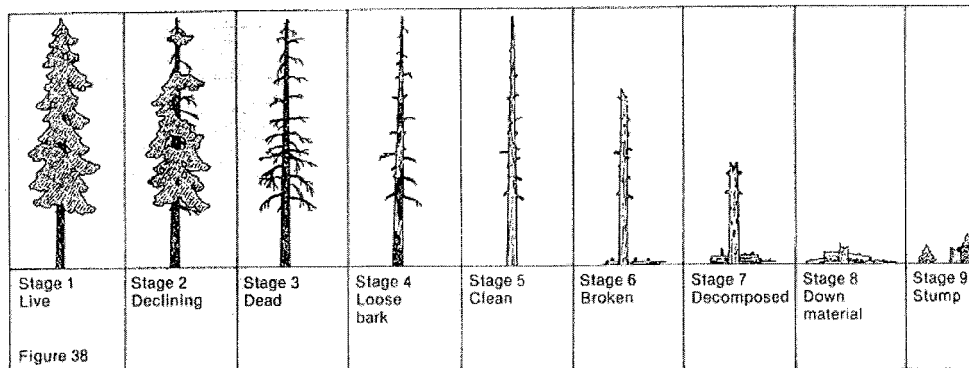 Stage 1
Live
Stage 2
Declining
Stage 3
Dead
Stage 4
Loose
bark
Stage 5
Clean
Stage 6
Broken
Stage 7
Decomposed
Stage 8
Down
material
Stage 9
Stump
Figure 38